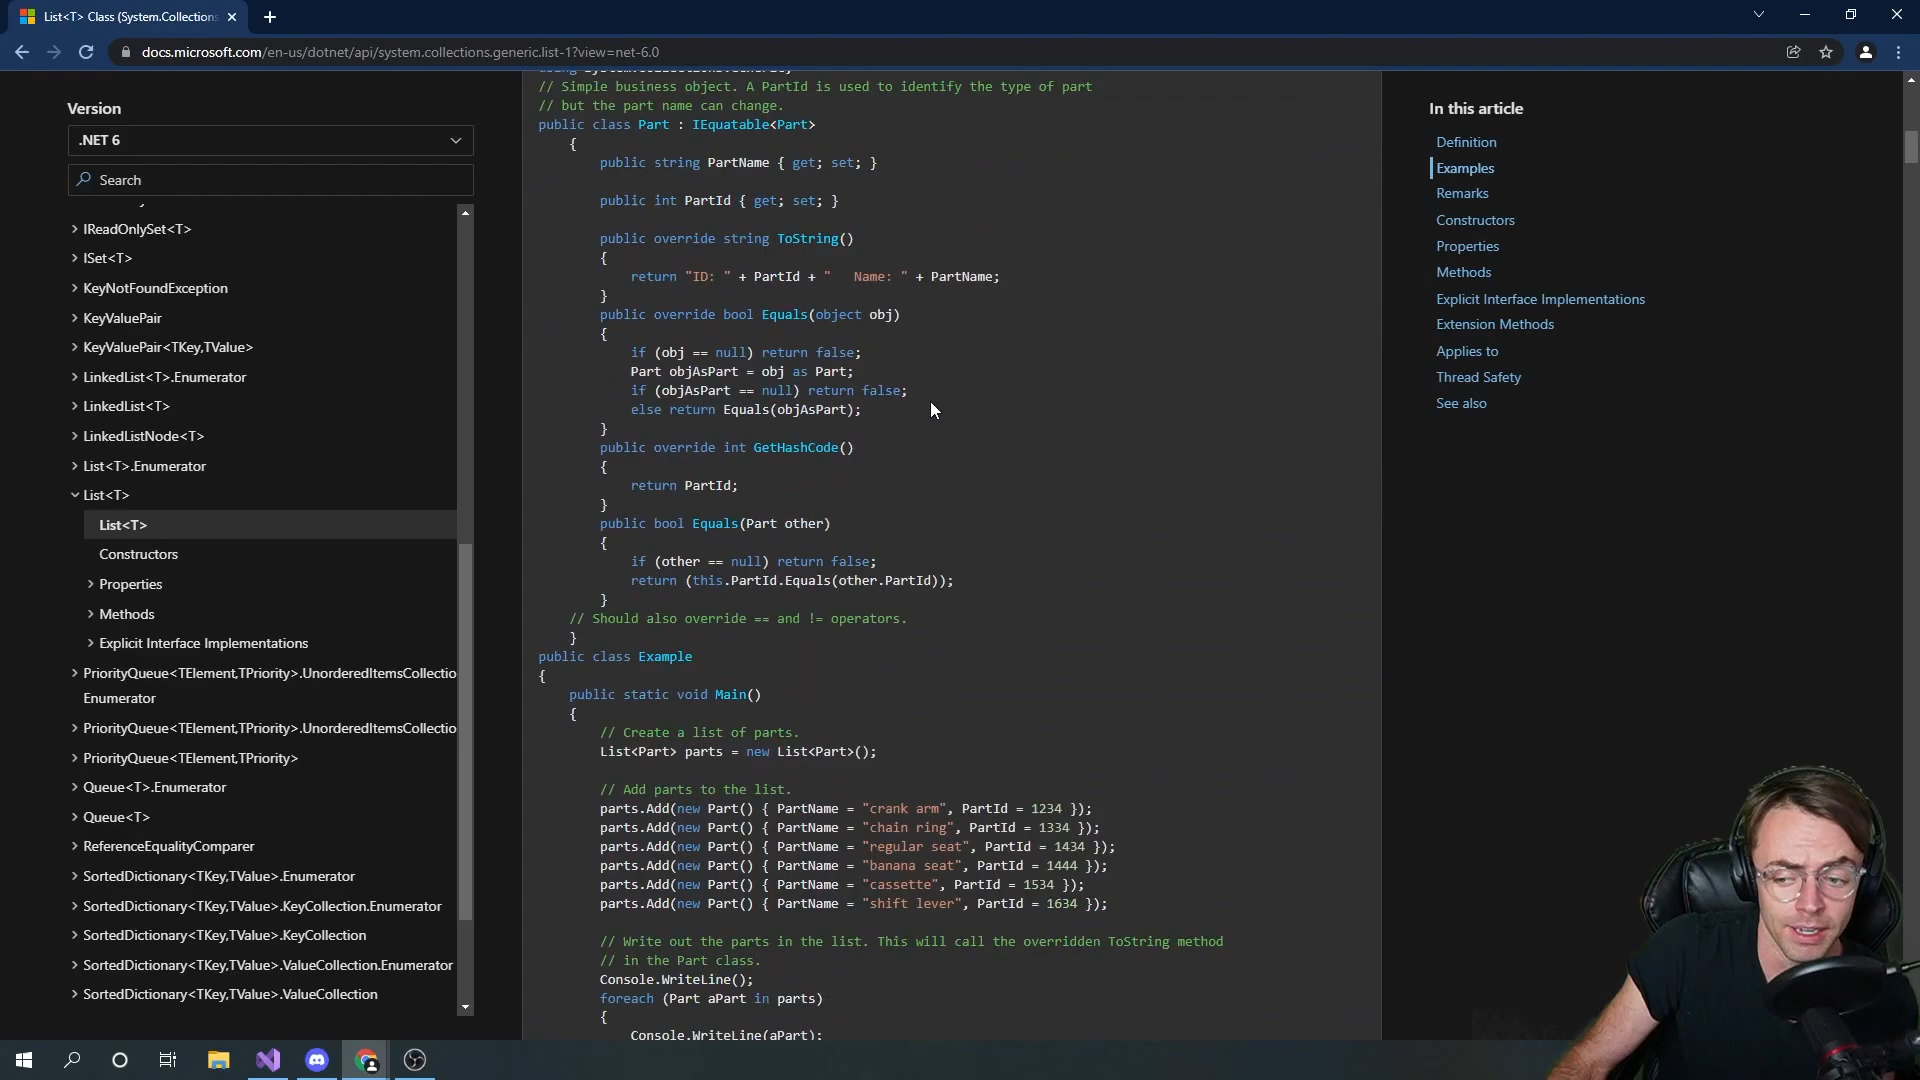 List<T> Class (System.Collections
docs.microsoft.com/en-us/dotnet/api/system.collections.generic.list-1?view=net-6.0
Version
.NET 6
Search
IReadOnlySet<T>
ISet<T>
KeyNotFoundException
KeyValuePair
KeyValuePair<TKey,TValue>
LinkedList<T>.Enumerator
LinkedList<T>
LinkedListNode<T>
List<T>.Enumerator
List<T>
List<T>
Constructors
Properties
Methods
Explicit Interface Implementations
PriorityQueue<TElement,TPriority>.UnorderedItemsCollectio
Enumerator
PriorityQueue<TElement,TPriority>.UnorderedItemsCollectio
PriorityQueue<TElement,TPriority>
Queue<T>.Enumerator
Queue<T>
ReferenceEqualityComparer
SortedDictionary<TKey,TValue>.Enumerator
SortedDictionary<TKey,TValue>.KeyCollection.Enumerator
SortedDictionary<TKey,TValue>.KeyCollection
SortedDictionary<TKey,TValue>.ValueCollection.Enumerator
SortedDictionary<TKey,TValue>.ValueCollection
// Simple business object. A PartId is used to identify the type of part
// but the part name can change.
public class Part : IEquatable<Part>
{
public string PartName { get; set; }
public int PartId { get; set; }
public override string ToString()
{
return "ID: " + PartId + "   Name: " + PartName;
}
public override bool Equals(object obj)
{
if (obj == null) return false;
Part objAsPart = obj as Part;
if (objAsPart == null) return false;
else return Equals(objAsPart);
}
public override int GetHashCode()
{
return PartId;
}
public bool Equals(Part other)
{
if (other == null) return false;
return (this.PartId.Equals(other.PartId));
}
// Should also override == and != operators.
}
public class Example
{
public static void Main()
{
// Create a list of parts.
List<Part> parts = new List<Part>();
// Add parts to the list.
parts.Add(new Part() { PartName = "crank arm", PartId = 1234 });
parts.Add(new Part() { PartName = "chain ring", PartId = 1334 });
parts.Add(new Part() { PartName = "regular seat", PartId = 1434 });
parts.Add(new Part() { PartName = "banana seat", PartId = 1444 });
parts.Add(new Part() { PartName = "cassette", PartId = 1534 });
parts.Add(new Part() { PartName = "shift lever", PartId = 1634 });
// Write out the parts in the list. This will call the overridden ToString method
// in the Part class.
Console.WriteLine();
foreach (Part aPart in parts)
{
Console.WriteLine(aPart);
In this article
Definition
Examples
Remarks
Constructors
Properties
Methods
Explicit Interface Implementations
Extension Methods
Applies to
Thread Safety
See also